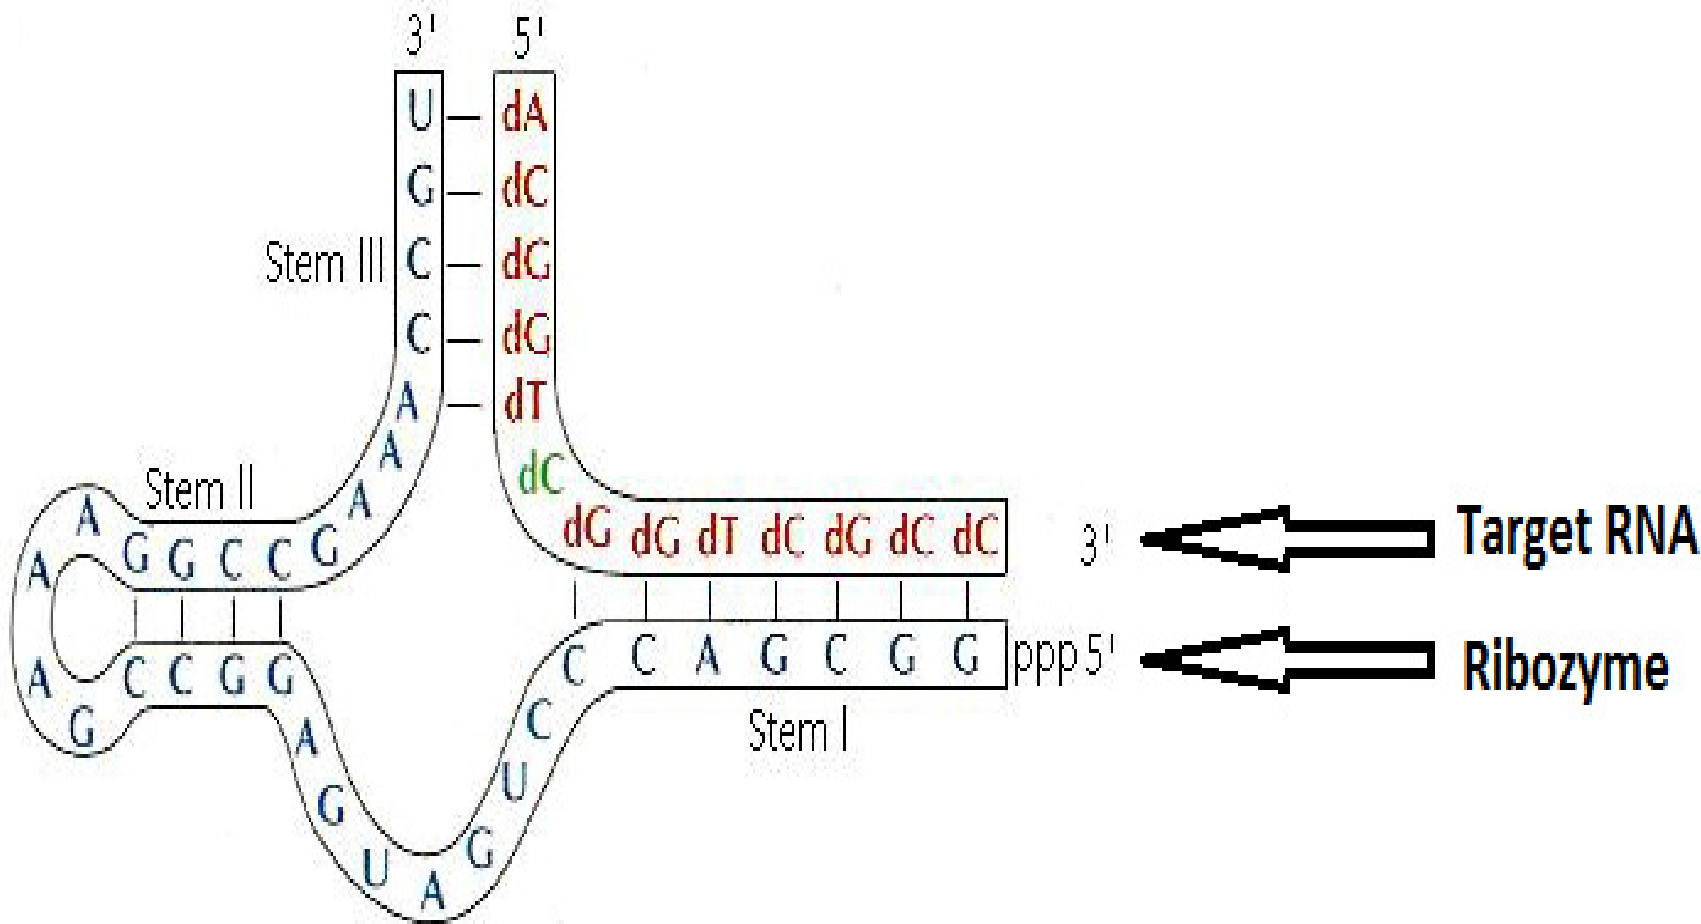 3' 5'
U dA
G dC
Stem III C dG
C dG
A dT
A
dC
Stem II
A
A
dG dG dT dC dG dC dC 3' Target RNA
A G G C C G
C C A G C G G ppp 5' Ribozyme
A C C G G
G A C Stem I
G U
U A G